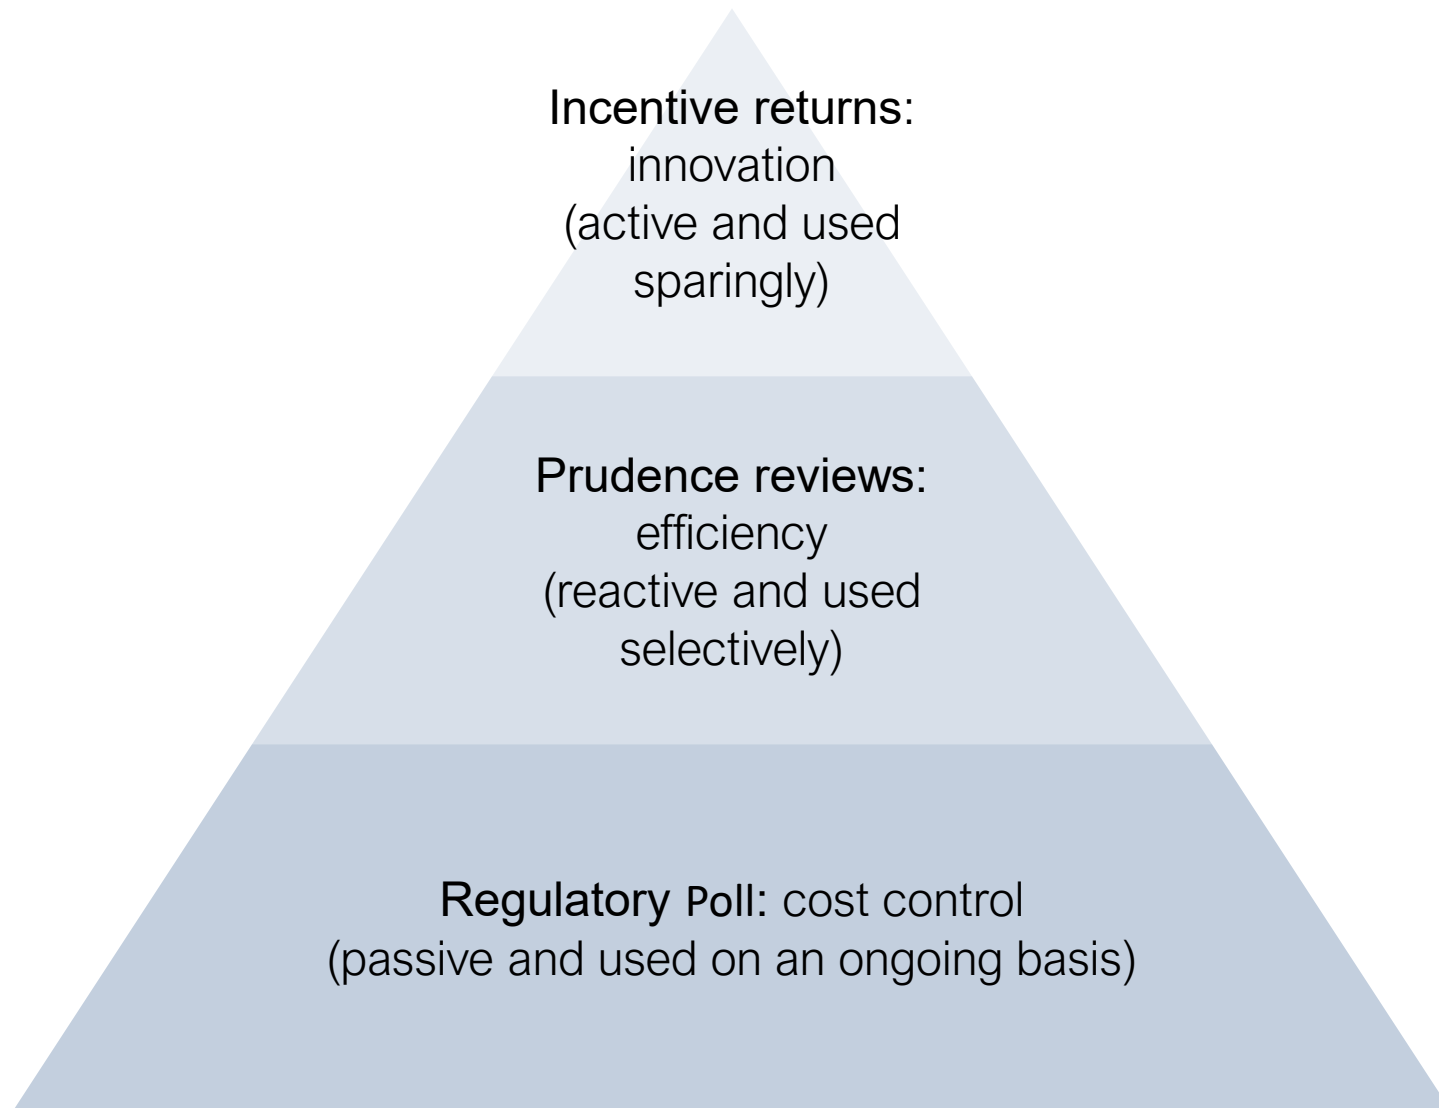 Incentive returns:
innovation
(active and used
sparingly)
Prudence reviews:
efficiency
(reactive and used
selectively)
Regulatory Poll: cost control
(passive and used on an ongoing basis)